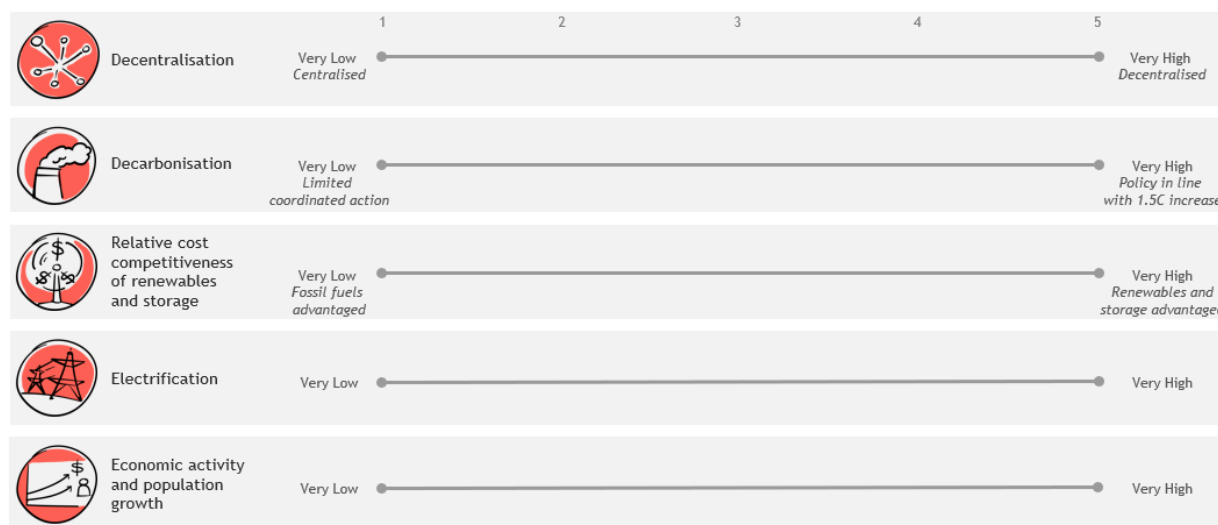 1 2 3 4 5
Decentralisation
Very Low
Centralised
Very High
Decentralised
Decarbonisation
Very Low
Limited
coordinated action
Very High
Policy in line
with 1.5C increase
Relative cost
competitiveness
of renewables
and storage
Very Low
Fossil fuels
advantaged
Very High
Renewables and
storage advantaged
$
$ $
Electrification
Very Low
Very High
Economic activity
and population
growth
$
Very Low
Very High